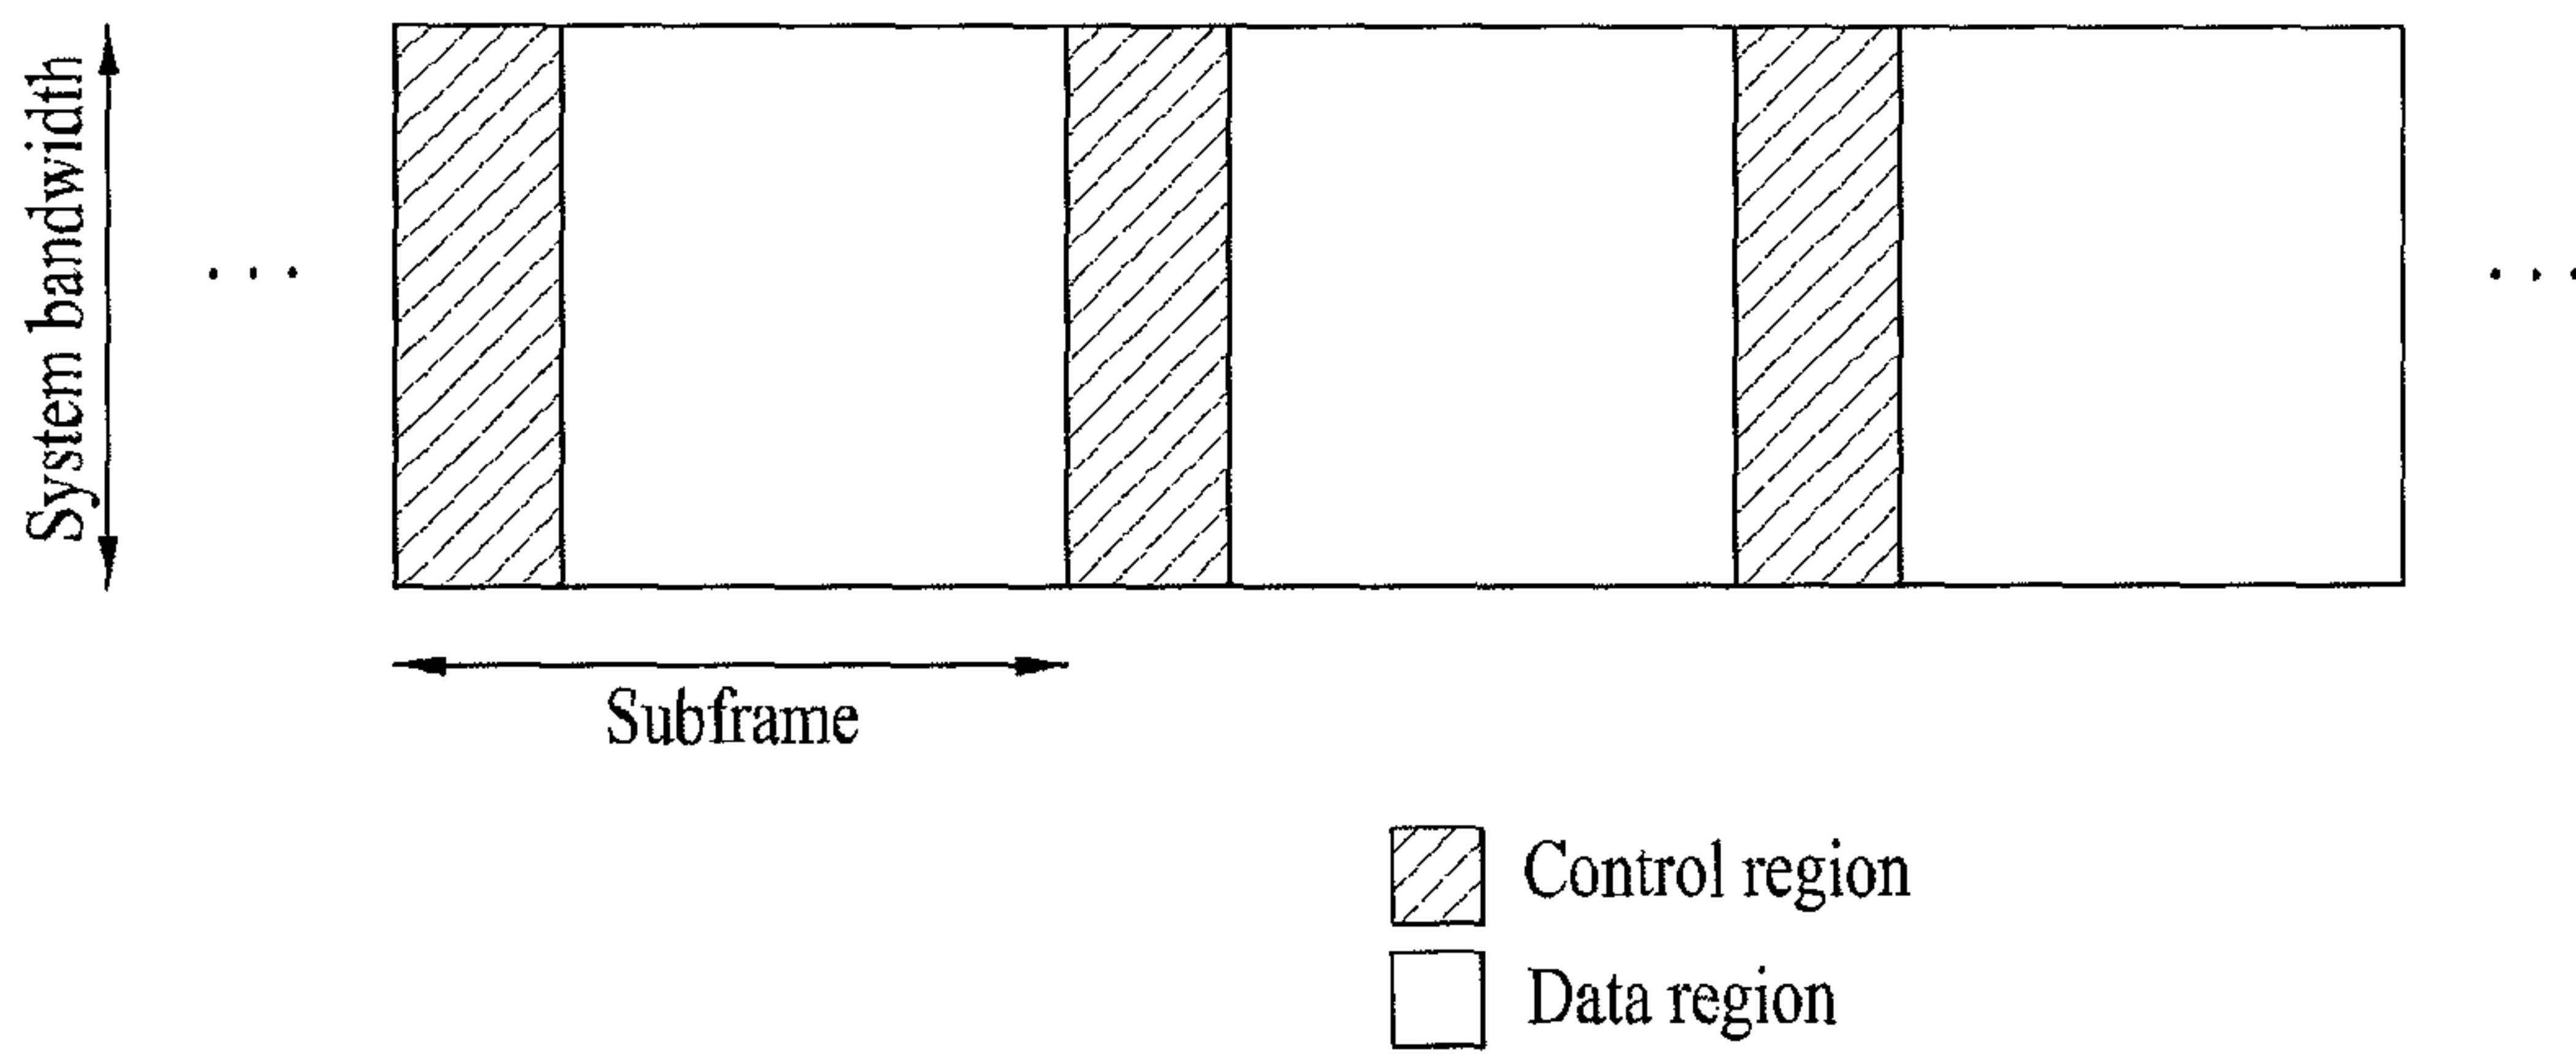 System bandwidth
. . .
. . .
Subframe
Control region
Data region